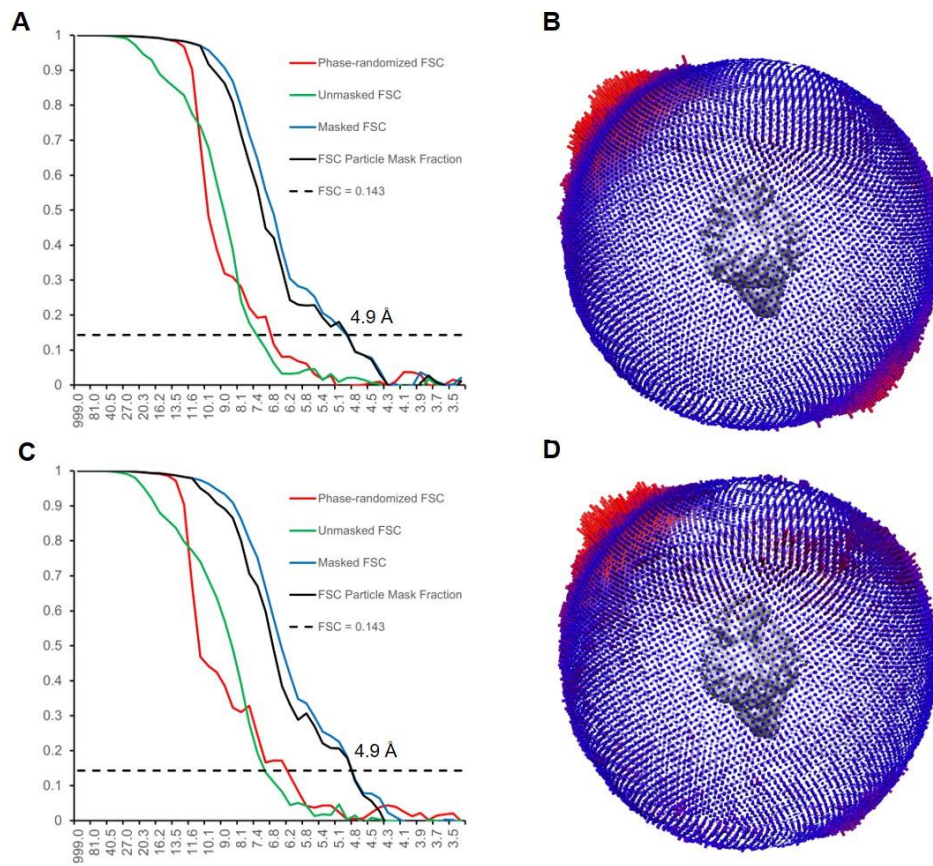 A
B
1
0.9
0.8
0.7
0.6
0.5
0.4
0.3
0.2
0.1
0
Phase-randomized FSC
Unmasked FSC
Masked FSC
FSC Particle Mask Fraction
FSC = 0.143
4.9 Å
999.0 81.0 40.5 27.0 20.3 16.2 13.5 11.6 10.1 9.0 8.1 7.4 6.8 6.2 5.8 5.4 5.1 4.8 4.5 4.3 4.1 3.9 3.7 3.5
C
D
1
0.9
0.8
0.7
0.6
0.5
0.4
0.3
0.2
0.1
0
Phase-randomized FSC
Unmasked FSC
Masked FSC
FSC Particle Mask Fraction
FSC = 0.143
4.9 Å
999.0 81.0 40.5 27.0 20.3 16.2 13.5 11.6 10.1 9.0 8.1 7.4 6.8 6.2 5.8 5.4 5.1 4.8 4.5 4.3 4.1 3.9 3.7 3.5